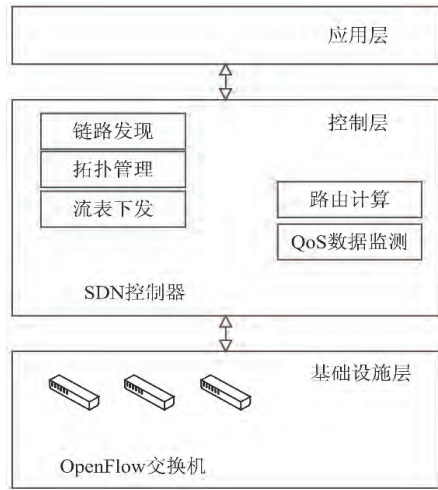 应用层
控制层
链路发现
拓扑管理
流表下发
路由计算
QoS数据监测
SDN控制器
基础设施层
OpenFlow交换机